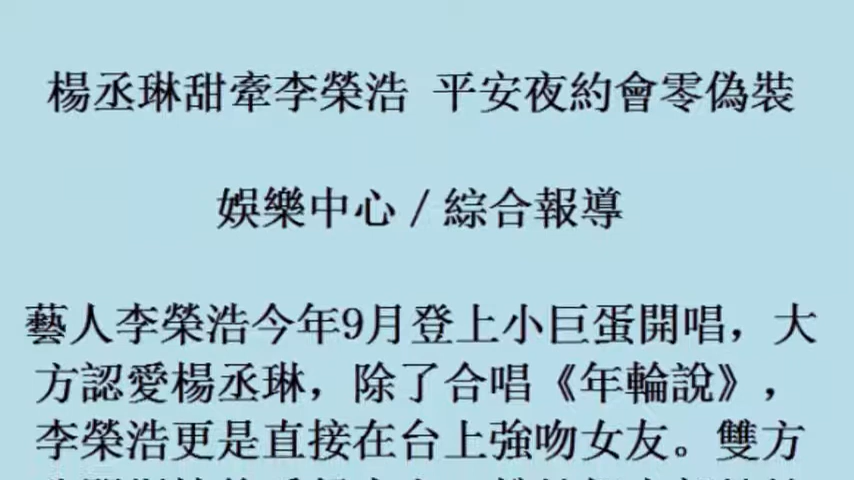 楊丞琳甜牽李榮浩 平安夜約會零偽裝
娛樂中心/綜合報導
藝人李榮浩今年9月登上小巨蛋開唱，大
方認愛楊丞琳，除了合唱《年輪說》，
李榮浩更是直接在台上強吻女友。雙方